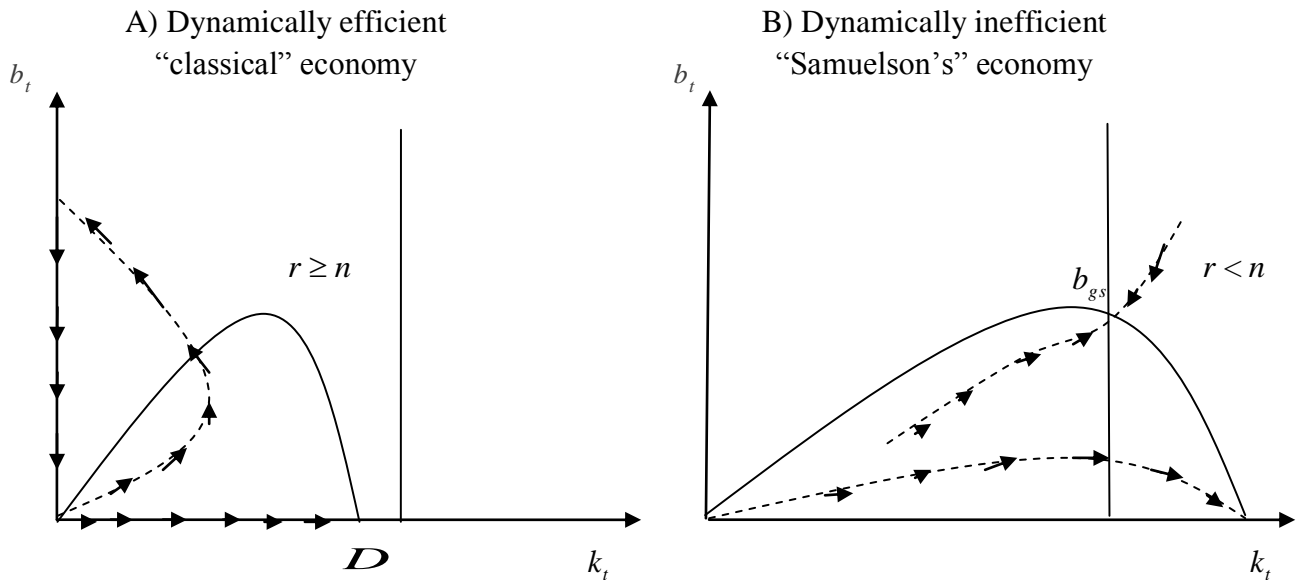 A) Dynamically efficient
“classical” economy
b_t
r ≥ n
D
k_t
B) Dynamically inefficient
“Samuelson’s” economy
b_t
b_gs
r < n
k_t